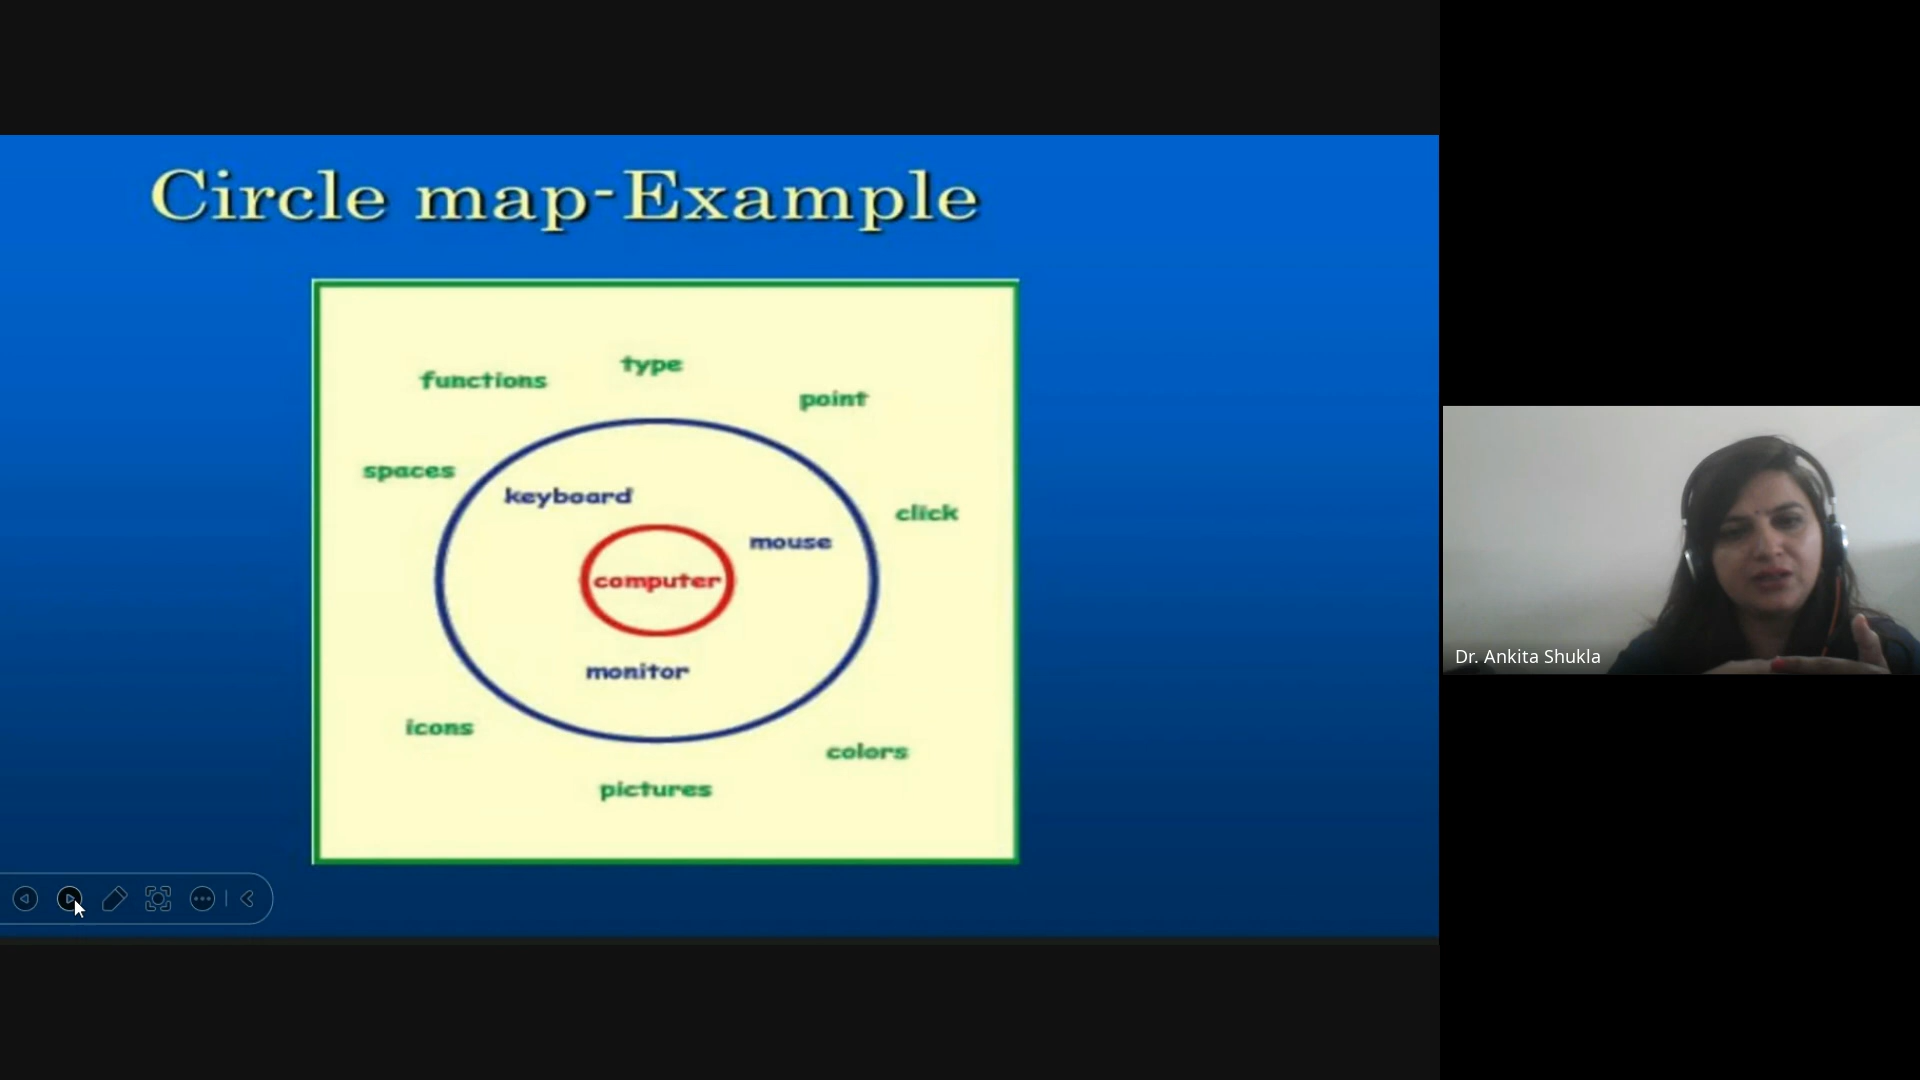 Circle map-Example
type
functions
point
spaces
keyboard
click
mouse
computer
monitor
icons
colors
pictures
Dr. Ankita Shukla